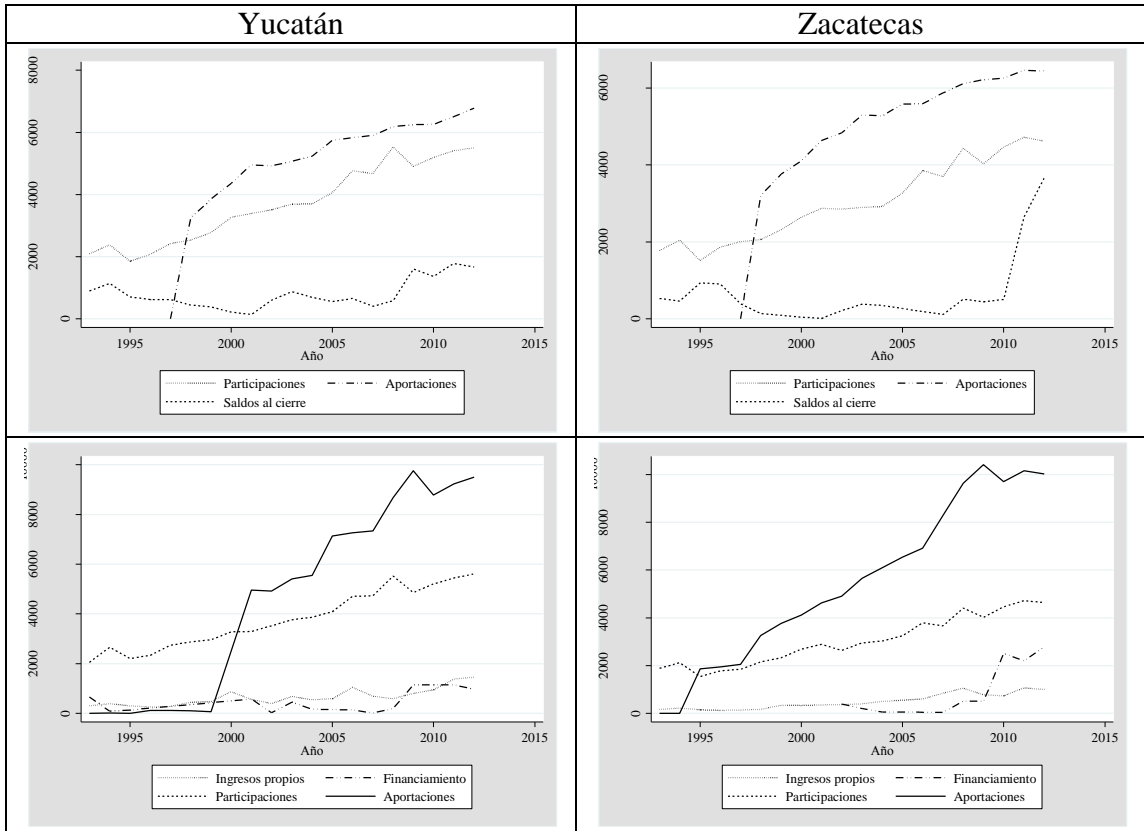 Yucatán Zacatecas
8000
6000
4000
2000
0
1995 2000 2005 2010 2015
Año
Participaciones Aportaciones
Saldos al cierre
6000
4000
2000
0
1995 2000 2005 2010 2015
Año
Participaciones Aportaciones
Saldos al cierre
10000
8000
6000
4000
2000
0
1995 2000 2005 2010 2015
Año
Ingresos propios Financiamiento
Participaciones Aportaciones
10000
8000
6000
4000
2000
0
1995 2000 2005 2010 2015
Año
Ingresos propios Financiamiento
Participaciones Aportaciones